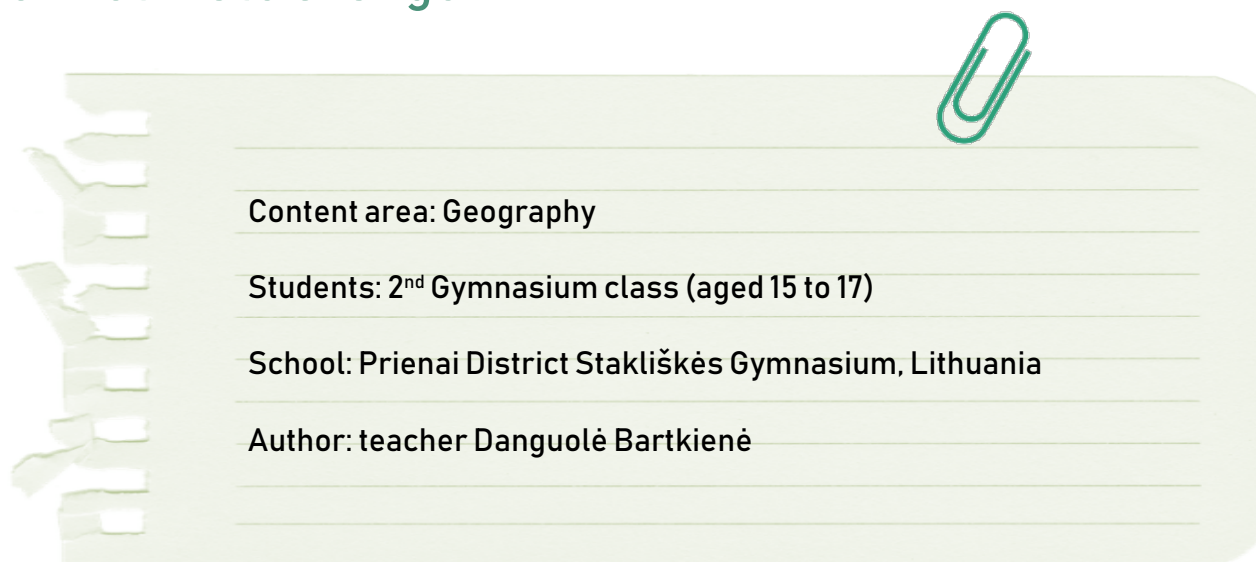 Content area: Geography
Students: 2nd Gymnasium class (aged 15 to 17)
School: Prienai District Stakliškės Gymnasium, Lithuania
Author: teacher Danguolė Bartkienė